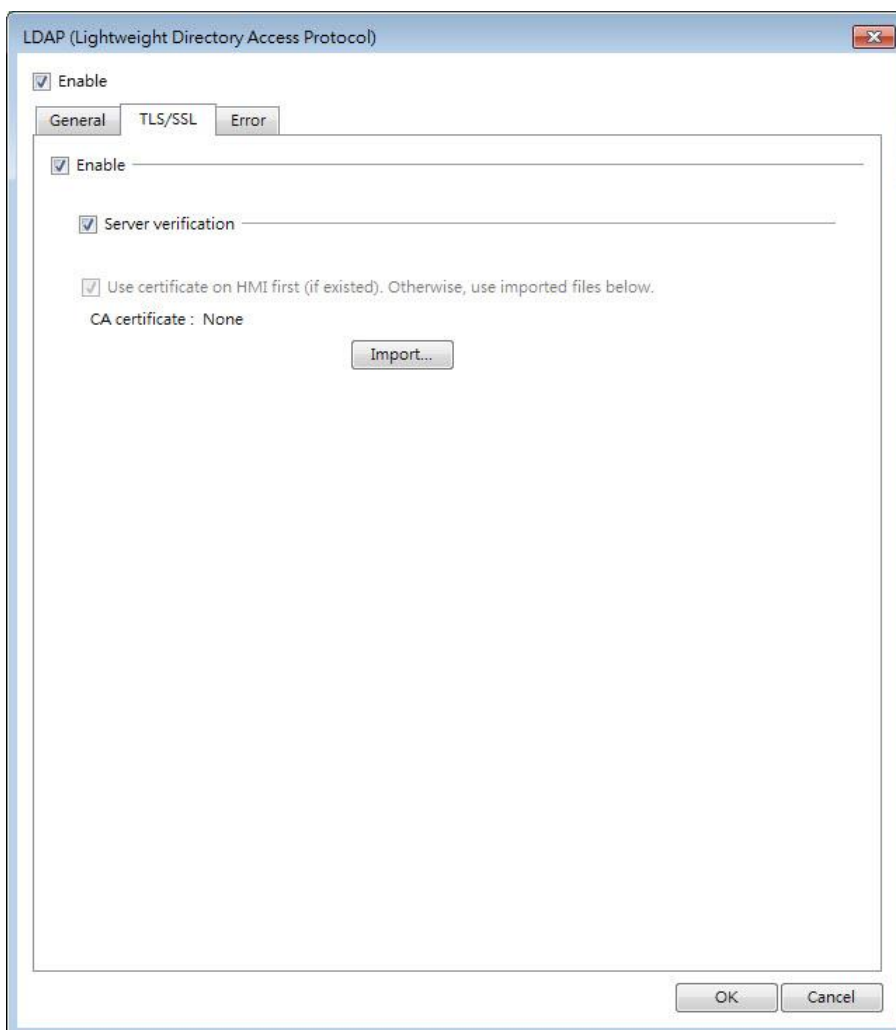 LDAP (Lightweight Directory Access Protocol)
Enable
General TLS/SSL Error
Enable
Server verification
Use certificate on HMI first (if existed). Otherwise, use imported files below.
CA certificate : None
Import...
OK Cancel